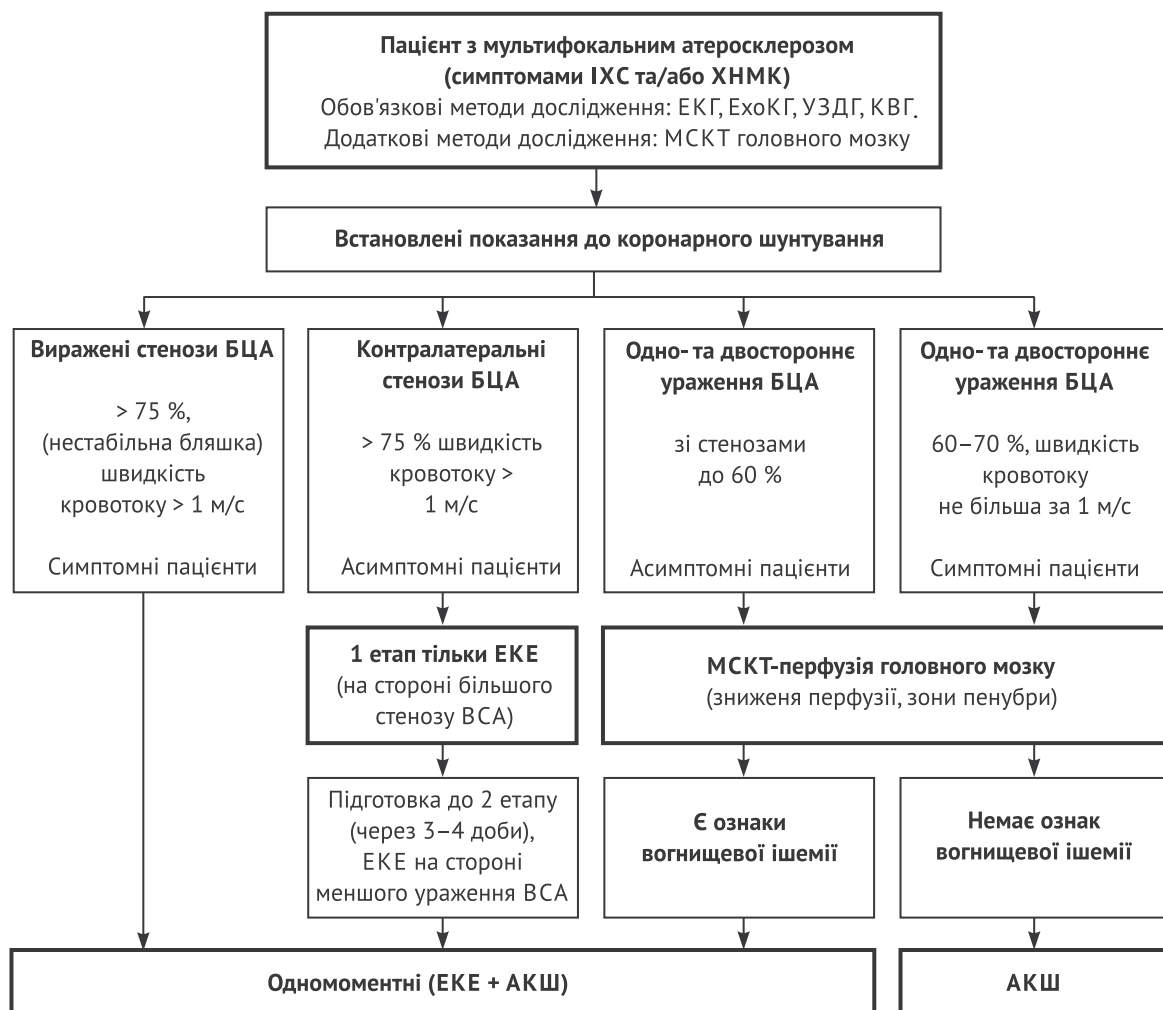 Пацієнт з мультифокальним атеросклерозом
(симптомами ІХС та/або ХНМК)
Обов'язкові методи дослідження: ЕКГ, ЕхоКГ, УЗДГ, КВГ.
Додаткові методи дослідження: МСКТ головного мозку
Встановлені показання до коронарного шунтування
Виражені стенози БЦА
> 75 %,
(нестабільна бляшка)
швидкість
кровотоку > 1 м/с
Симптомні пацієнти
Контралатеральні
стенози БЦА
> 75 % швидкість
кровотоку >
1 м/с
Асимптомні пацієнти
Одно- та двостороннє
ураження БЦА
зі стенозами
до 60 %
Асимптомні пацієнти
Одно- та двостороннє
ураження БЦА
60–70 %, швидкість
кровотоку
не більша за 1 м/с
Симптомні пацієнти
1 етап тільки ЕКЕ
(на стороні більшого
стенозу ВСА)
МСКТ-перфузія головного мозку
(зниженя перфузії, зони пенубри)
Підготовка до 2 етапу
(через 3–4 доби),
ЕКЕ на стороні
меншого ураження ВСА
Є ознаки
вогнищевої ішемії
Немає ознак
вогнищевої ішемії
Одномоментні (ЕКЕ + АКШ)
АКШ